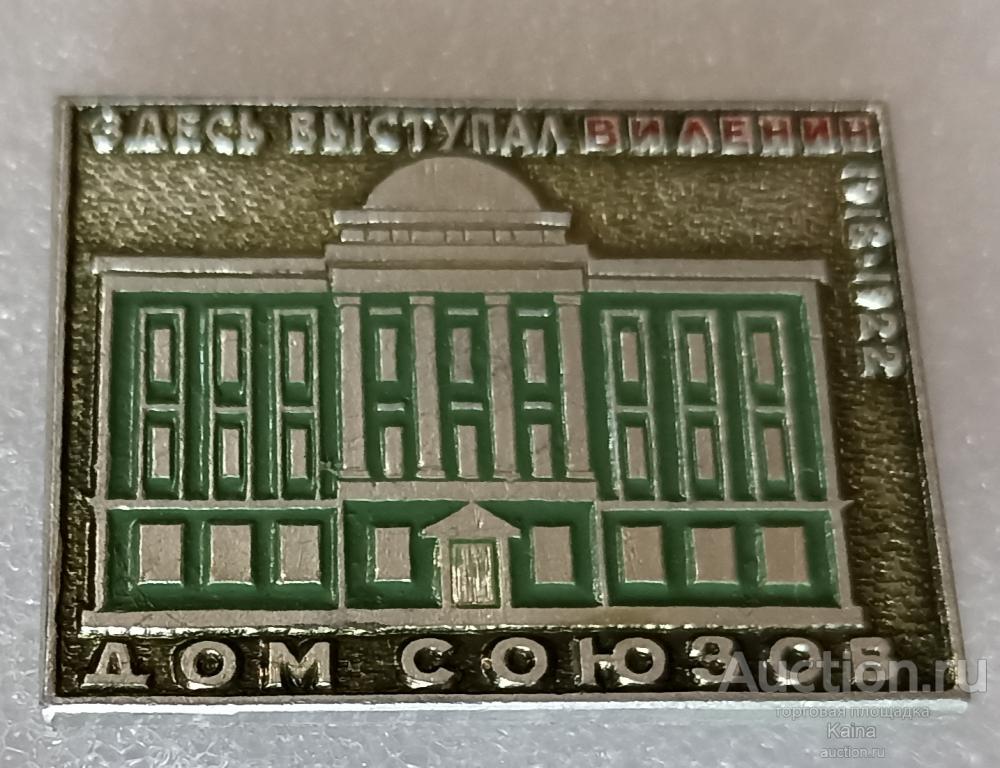 ЗДЕСЬ ВЫСТУПАЛ В И ЛЕНИН
1918-1922
ДОМ СОЮЗОВ
Auction.ru
торговая площадка
Kaina
auction.ru